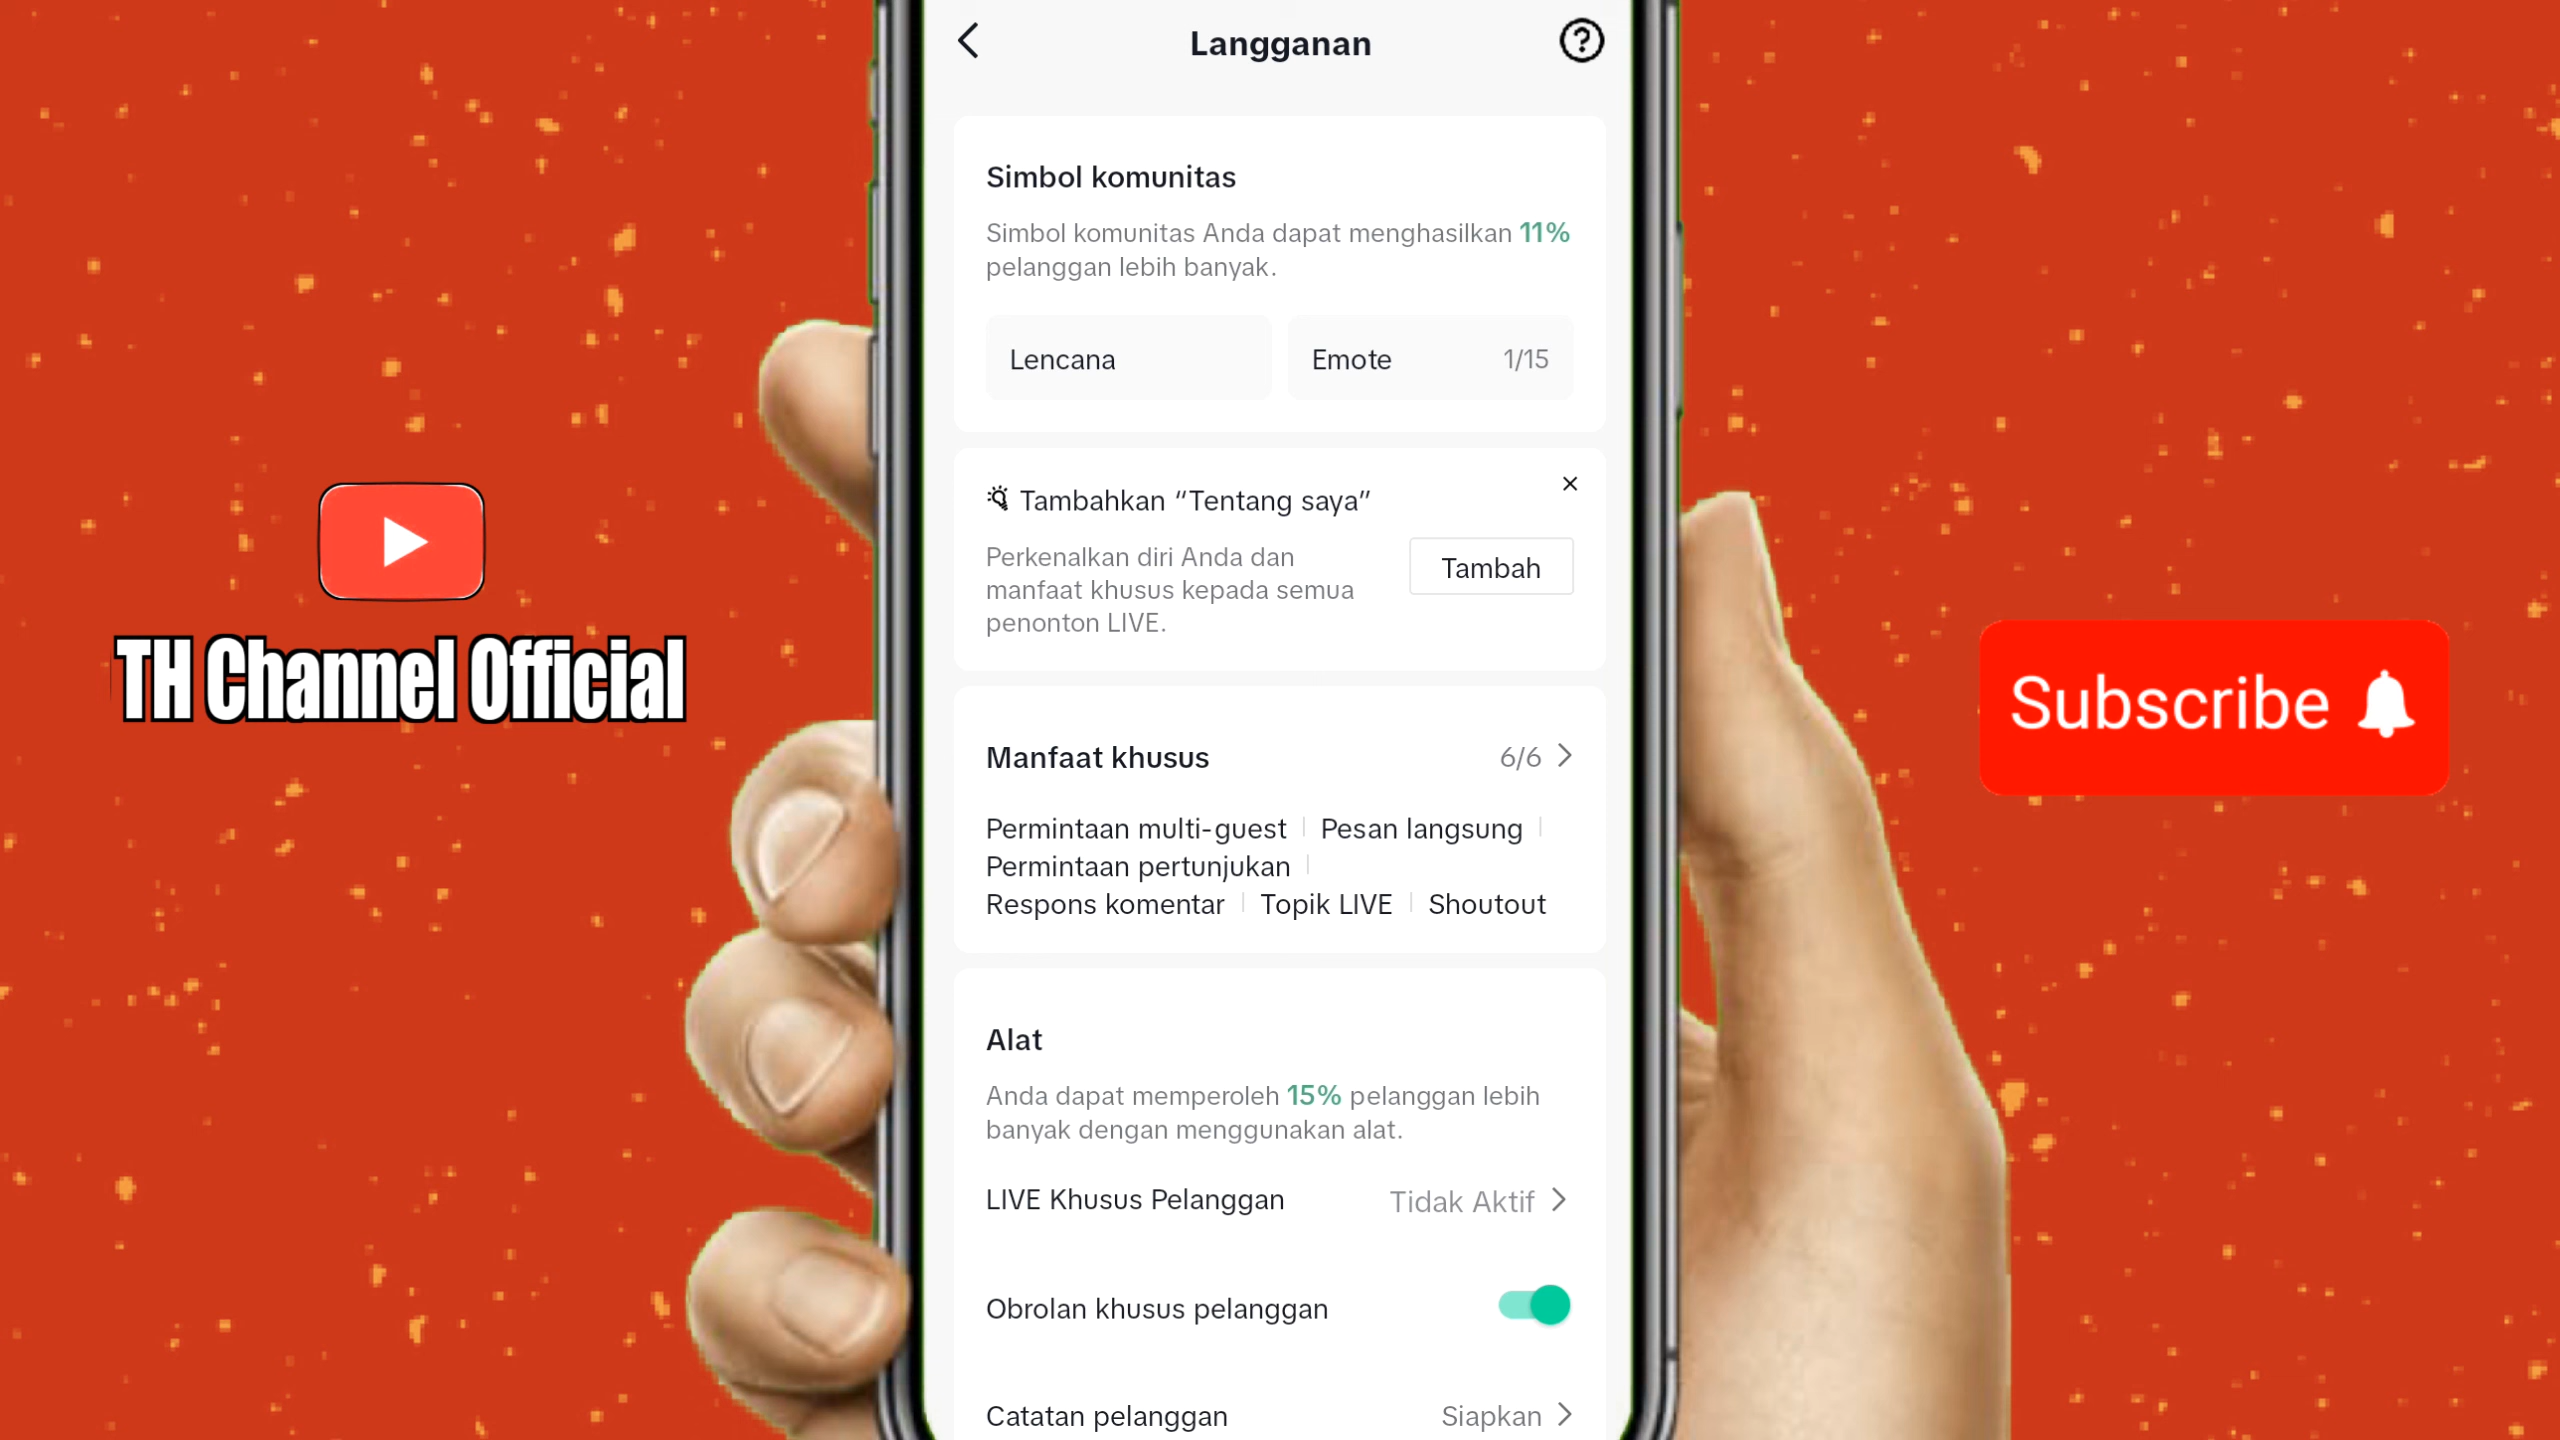 Langganan
Simbol komunitas
Simbol komunitas Anda dapat menghasilkan 11%
pelanggan lebih banyak.
Lencana
Emote 1/15
Tambahkan “Tentang saya”
Perkenalkan diri Anda dan
manfaat khusus kepada semua
penonton LIVE.
Tambah
Manfaat khusus 6/6
Permintaan multi-guest Pesan langsung
Permintaan pertunjukan
Respons komentar Topik LIVE Shoutout
Alat
Anda dapat memperoleh 15% pelanggan lebih
banyak dengan menggunakan alat.
LIVE Khusus Pelanggan Tidak Aktif
Obrolan khusus pelanggan
Catatan pelanggan Siapkan
TH Channel Official
Subscribe